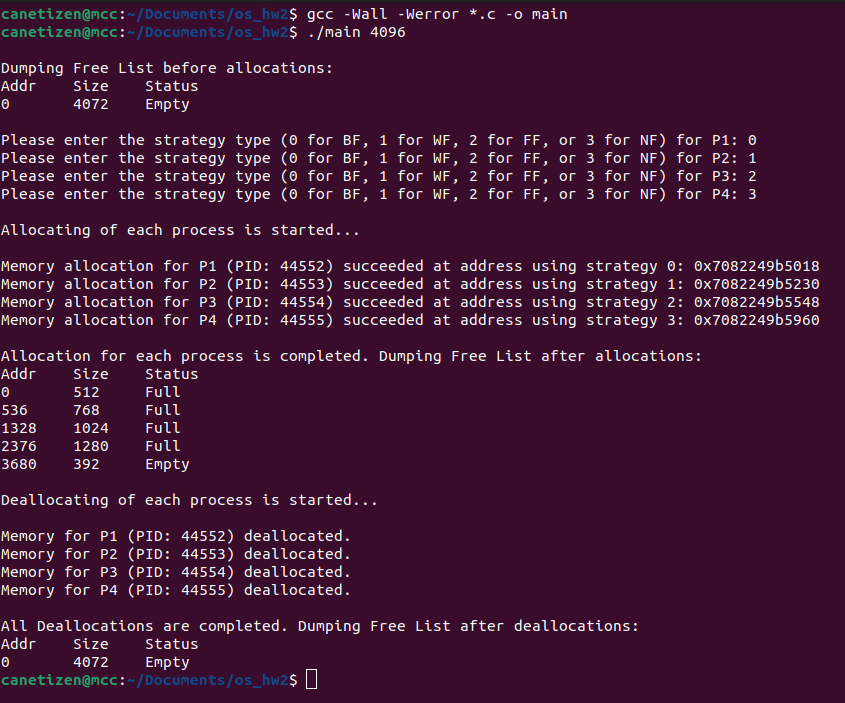 canetizen@mcc:~/Documents/os_hw2$ gcc -Wall -Werror *.c -o main
canetizen@mcc:~/Documents/os_hw2$ ./main 4096
Dumping Free List before allocations:
Addr    Size    Status
0       4072    Empty
Please enter the strategy type (0 for BF, 1 for WF, 2 for FF, or 3 for NF) for P1: 0
Please enter the strategy type (0 for BF, 1 for WF, 2 for FF, or 3 for NF) for P2: 1
Please enter the strategy type (0 for BF, 1 for WF, 2 for FF, or 3 for NF) for P3: 2
Please enter the strategy type (0 for BF, 1 for WF, 2 for FF, or 3 for NF) for P4: 3
Allocating of each process is started...
Memory allocation for P1 (PID: 44552) succeeded at address using strategy 0: 0x7082249b5018
Memory allocation for P2 (PID: 44553) succeeded at address using strategy 1: 0x7082249b5230
Memory allocation for P3 (PID: 44554) succeeded at address using strategy 2: 0x7082249b5548
Memory allocation for P4 (PID: 44555) succeeded at address using strategy 3: 0x7082249b5960
Allocation for each process is completed. Dumping Free List after allocations:
Addr    Size    Status
0       512     Full
536     768     Full
1328    1024    Full
2376    1280    Full
3680    392     Empty
Deallocating of each process is started...
Memory for P1 (PID: 44552) deallocated.
Memory for P2 (PID: 44553) deallocated.
Memory for P3 (PID: 44554) deallocated.
Memory for P4 (PID: 44555) deallocated.
All Deallocations are completed. Dumping Free List after deallocations:
Addr    Size    Status
0       4072    Empty
canetizen@mcc:~/Documents/os_hw2$